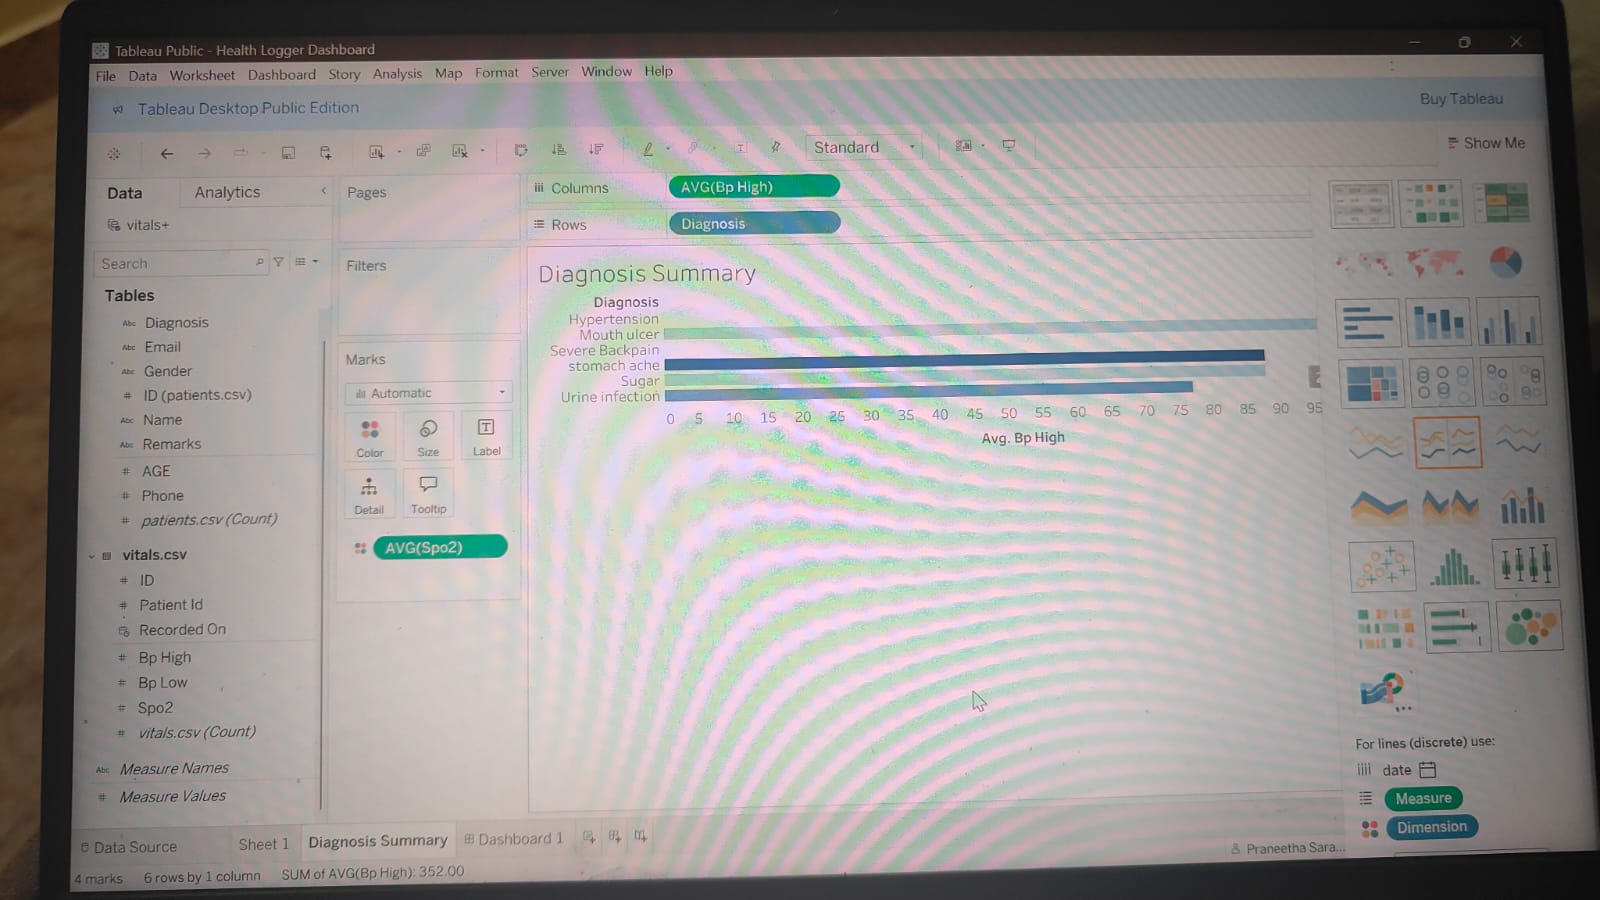 Tableau Public - Health Logger Dashboard
File Data Worksheet Dashboard Story Analysis Map Format Server Window Help
Tableau Desktop Public Edition
Buy Tableau
Standard
Show Me
Data Analytics
Pages
Columns AVG(Bp High)
vitals+
Rows Diagnosis
Search
Filters
Tables
Abc Diagnosis
Abc Email
Gender
# ID (patients.csv)
Abc Name
Abc Remarks
# AGE
# Phone
# patients.csv (Count)
vitals.csv
# ID
# Patient Id
Recorded On
# Bp High
# Bp Low
# Spo2
# vitals.csv (Count)
Abc Measure Names
# Measure Values
Marks
Automatic
Color Size Label
Detail Tooltip
AVG(Spo2)
Diagnosis Summary
Diagnosis
Hypertension
Mouth ulcer
Severe Backpain
stomach ache
Sugar
Urine infection
0 5 10 15 20 25 30 35 40 45 50 55 60 65 70 75 80 85 90 95
Avg. Bp High
For lines (discrete) use:
date
Measure
Dimension
Data Source Sheet 1 Diagnosis Summary Dashboard 1
Praneetha Sara...
4 marks 6 rows by 1 column SUM of AVG(Bp High): 352.00